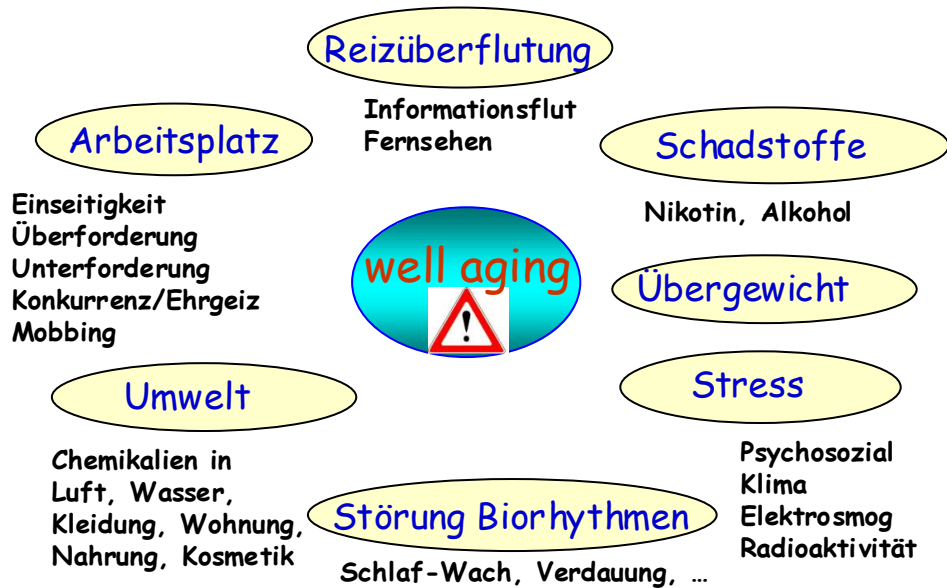 Reizüberflutung
Informationsflut
Fernsehen
Arbeitsplatz
Einseitigkeit
Überforderung
Unterforderung
Konkurrenz/Ehrgeiz
Mobbing
Schadstoffe
Nikotin, Alkohol
well aging
!
Übergewicht
Umwelt
Chemikalien in
Luft, Wasser,
Kleidung, Wohnung,
Nahrung, Kosmetik
Stress
Psychosozial
Klima
Elektrosmog
Radioaktivität
Störung Biorhythmen
Schlaf-Wach, Verdauung, …